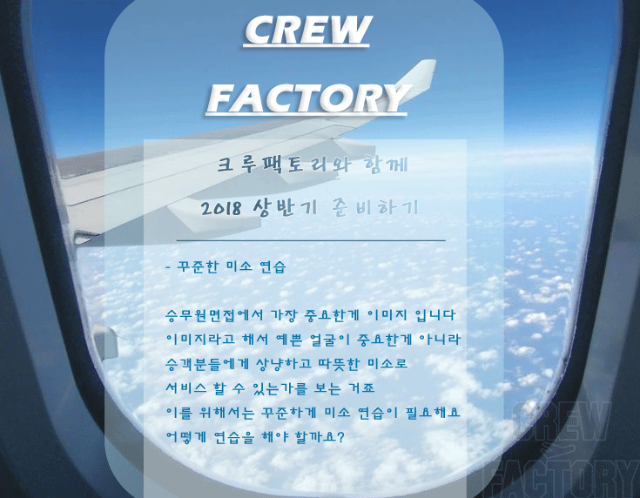 CREW
FACTORY
크루팩토리와 함께
2018 상반기 준비하기
- 꾸준한 미소 연습
승무원면접에서 가장 중요한게 이미지 입니다
이미지라고 해서 예쁜 얼굴이 중요한게 아니라
승객분들에게 상냥하고 따뜻한 미소로
서비스 할 수 있는가를 보는 거죠
이를 위해서는 꾸준하게 미소 연습이 필요해요
어떻게 연습을 해야 할까요?
CREW
FACTORY